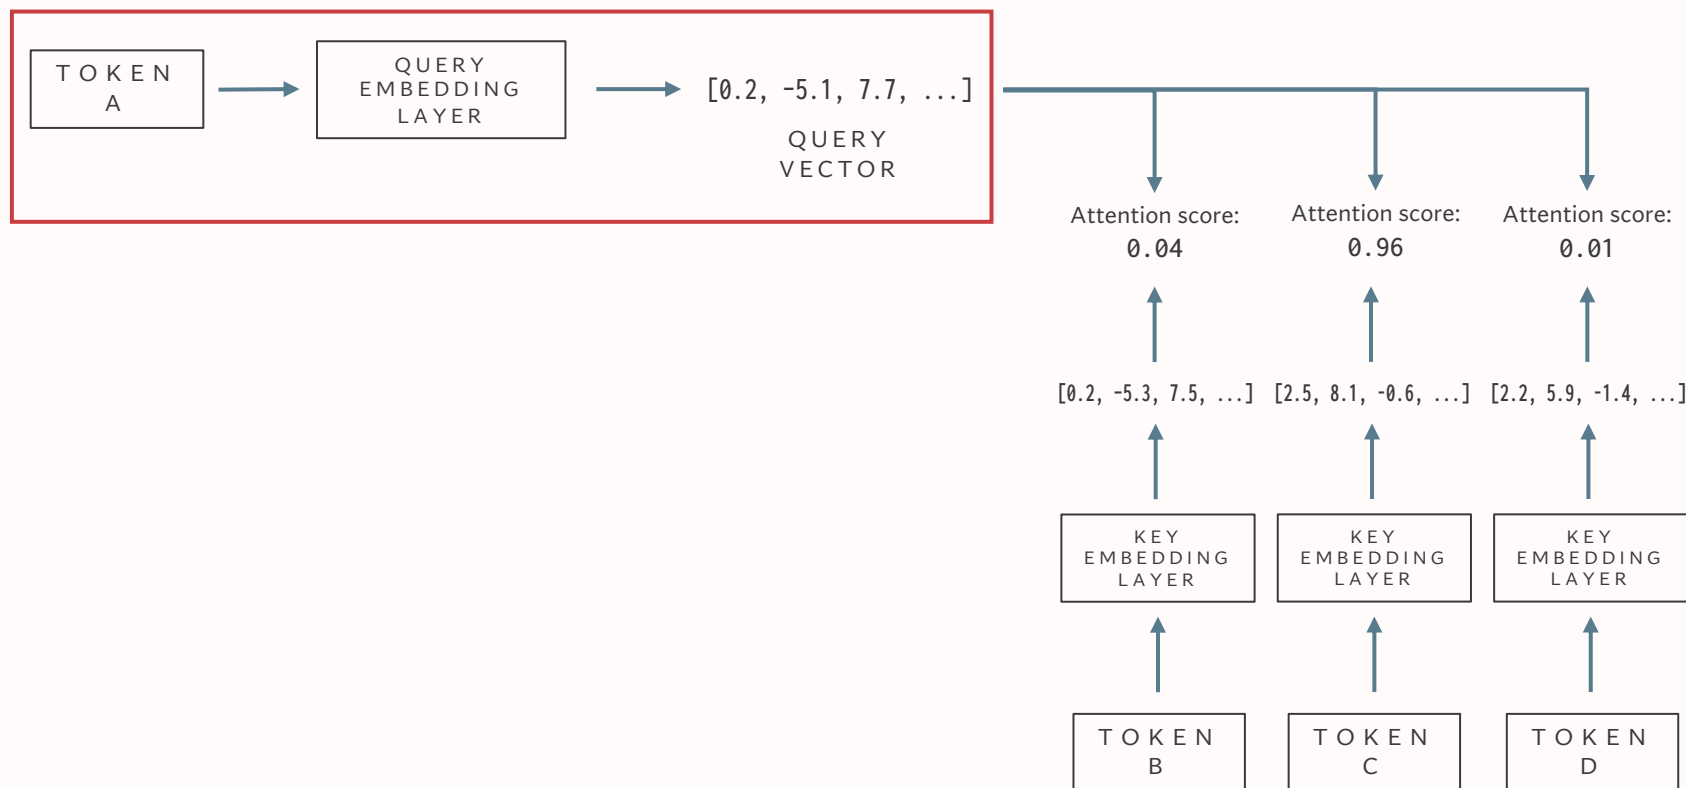 TOKEN
A
QUERY
EMBEDDING
LAYER
[0.2, -5.1, 7.7, ...]
QUERY
VECTOR
Attention score:
0.04
Attention score:
0.96
Attention score:
0.01
[0.2, -5.3, 7.5, ...]
[2.5, 8.1, -0.6, ...]
[2.2, 5.9, -1.4, ...]
KEY
EMBEDDING
LAYER
KEY
EMBEDDING
LAYER
KEY
EMBEDDING
LAYER
TOKEN
B
TOKEN
C
TOKEN
D